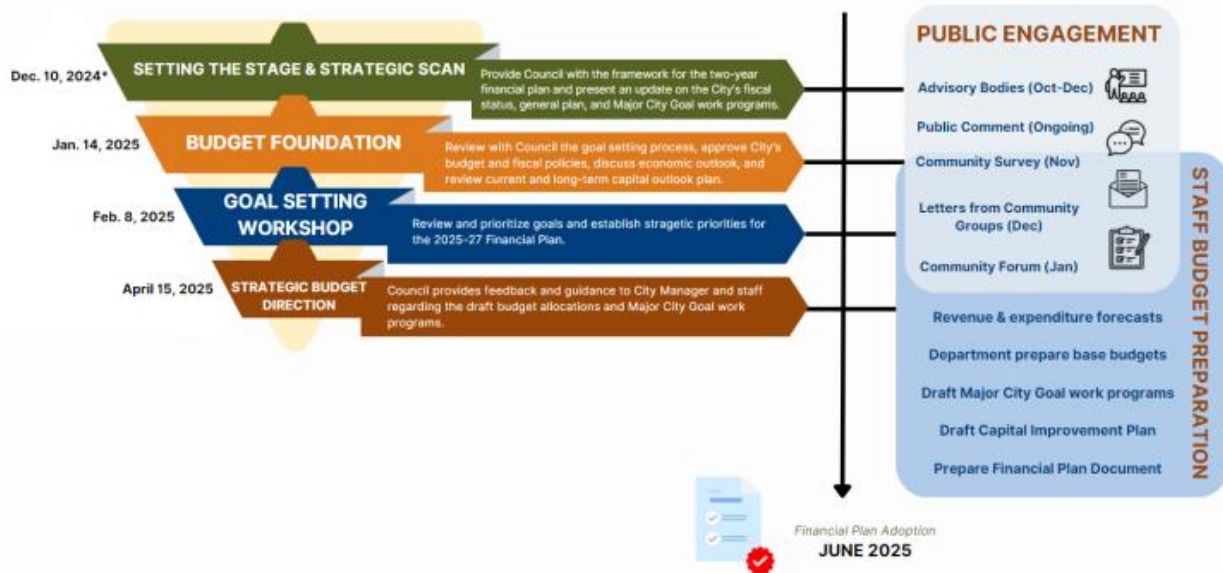 Dec. 10, 2024*
SETTING THE STAGE & STRATEGIC SCAN
Provide Council with the framework for the two-year
financial plan and present an update on the City's fiscal
status, general plan, and Major City Goal work programs.
Jan. 14, 2025
BUDGET FOUNDATION
Review with Council the goal setting process, approve City's
budget and fiscal policies, discuss economic outlook, and
review current and long-term capital outlook plan.
Feb. 8, 2025
GOAL SETTING
WORKSHOP
Review and prioritize goals and establish stragetic priorities for
the 2025-27 Financial Plan.
April 15, 2025
STRATEGIC BUDGET
DIRECTION
Council provides feedback and guidance to City Manager and staff
regarding the draft budget allocations and Major City Goal work
programs.
PUBLIC ENGAGEMENT
Advisory Bodies (Oct-Dec)
Public Comment (Ongoing)
Community Survey (Nov)
Letters from Community
Groups (Dec)
Community Forum (Jan)
STAFF BUDGET PREPARATION
Revenue & expenditure forecasts
Department prepare base budgets
Draft Major City Goal work programs
Draft Capital Improvement Plan
Prepare Financial Plan Document
Financial Plan Adoption
JUNE 2025